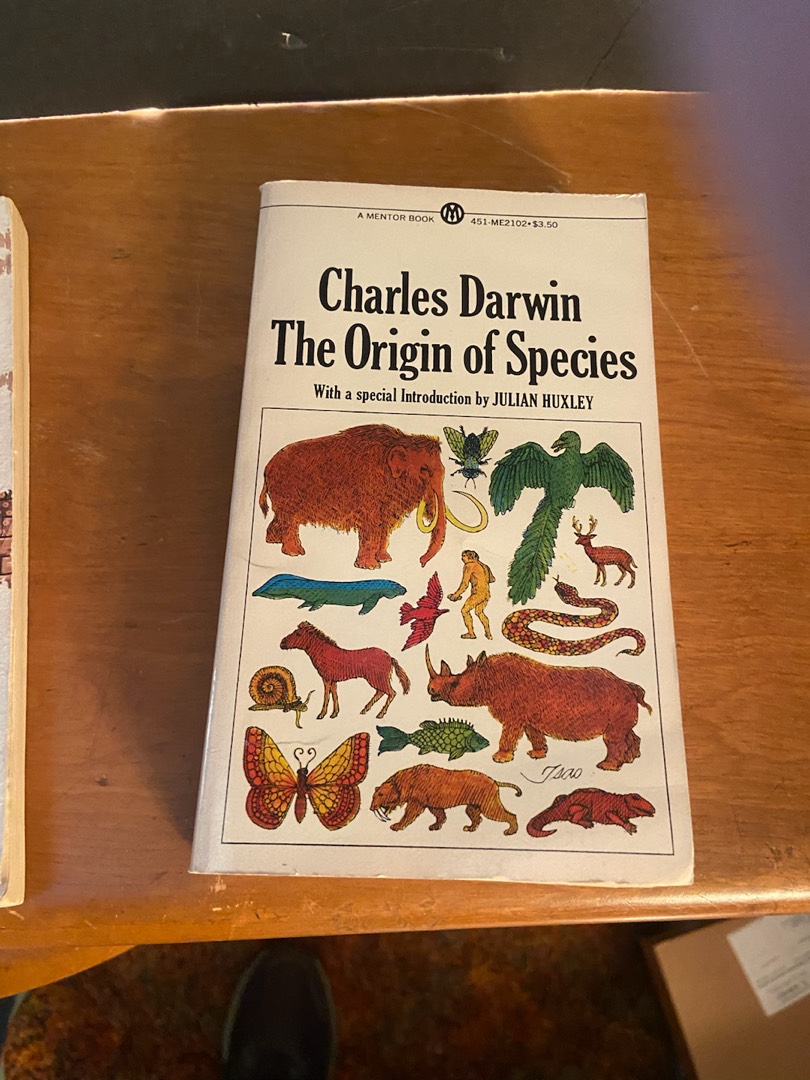 A MENTOR BOOK M 451-ME2102•$3.50
Charles Darwin
The Origin of Species
With a special Introduction by JULIAN HUXLEY